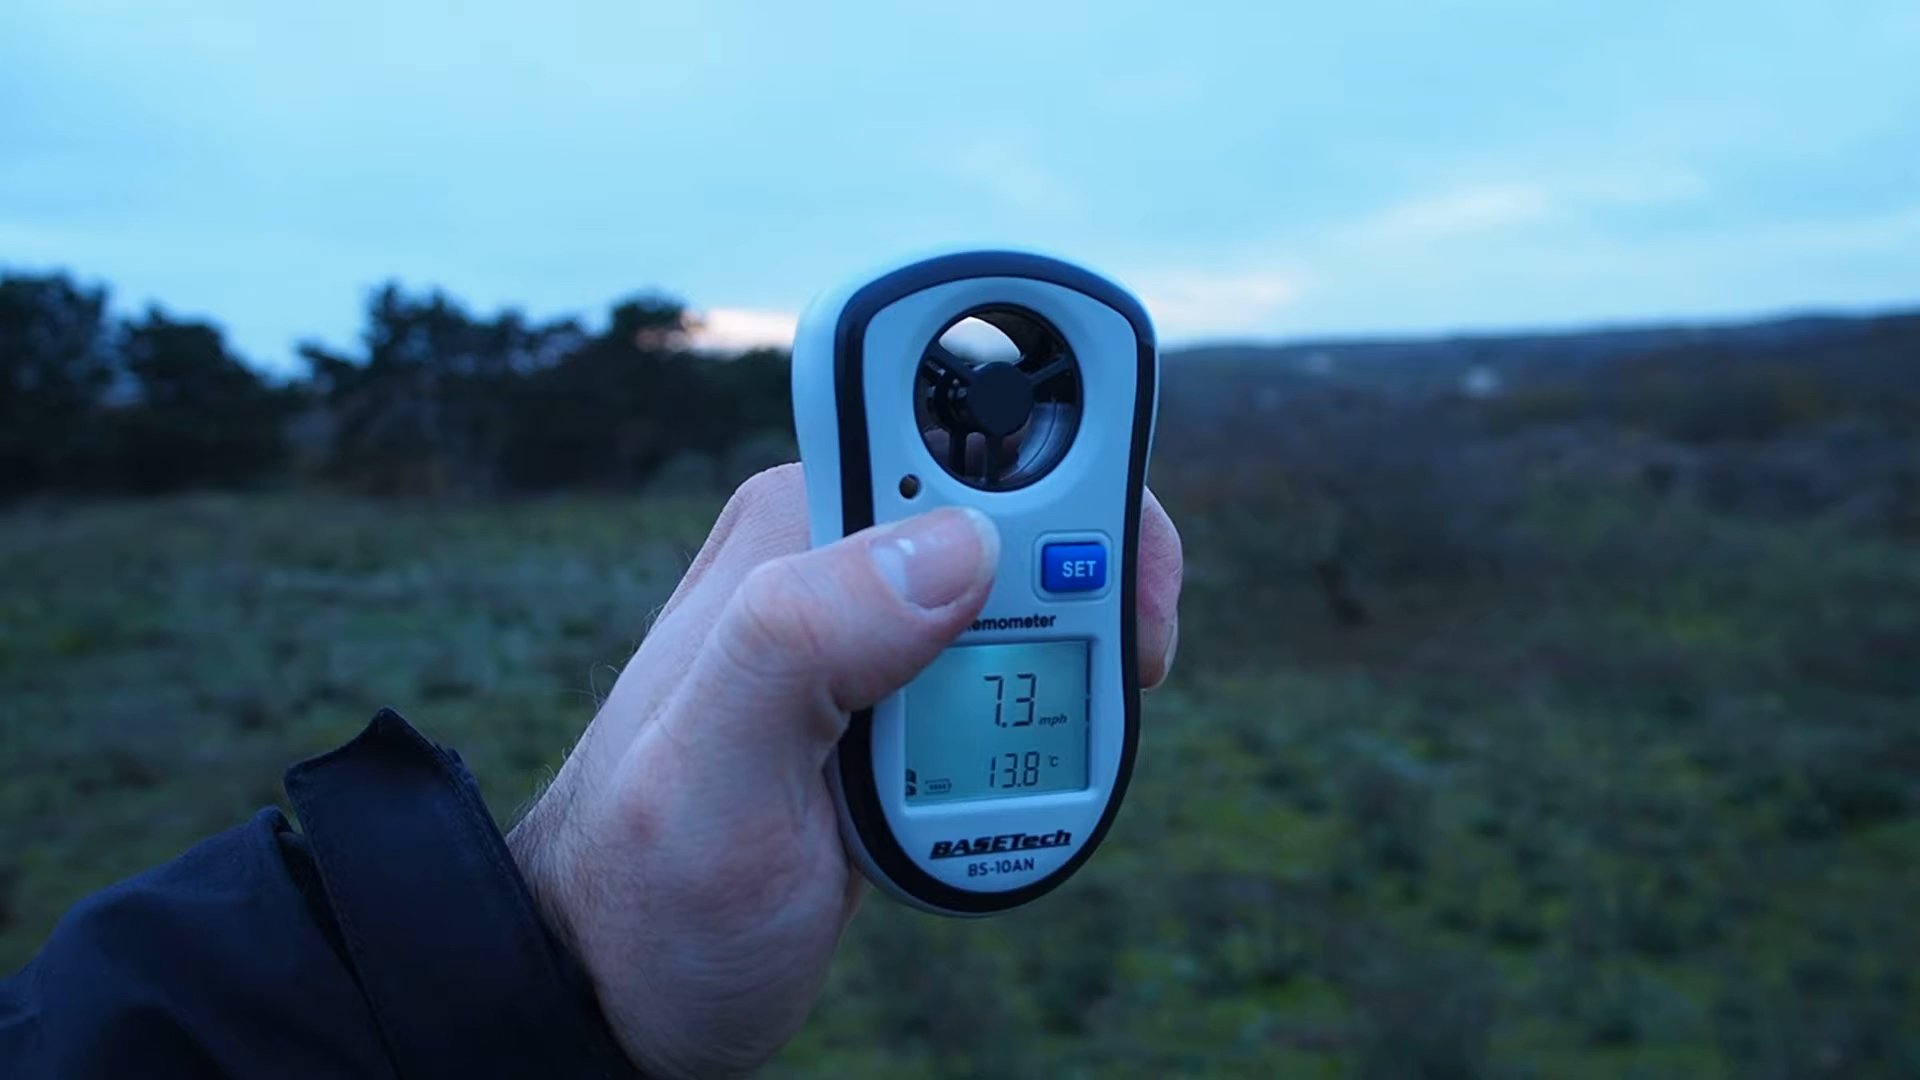 SET
emometer
7.3 mph
13.8 °C
BASETech
BS-10AN